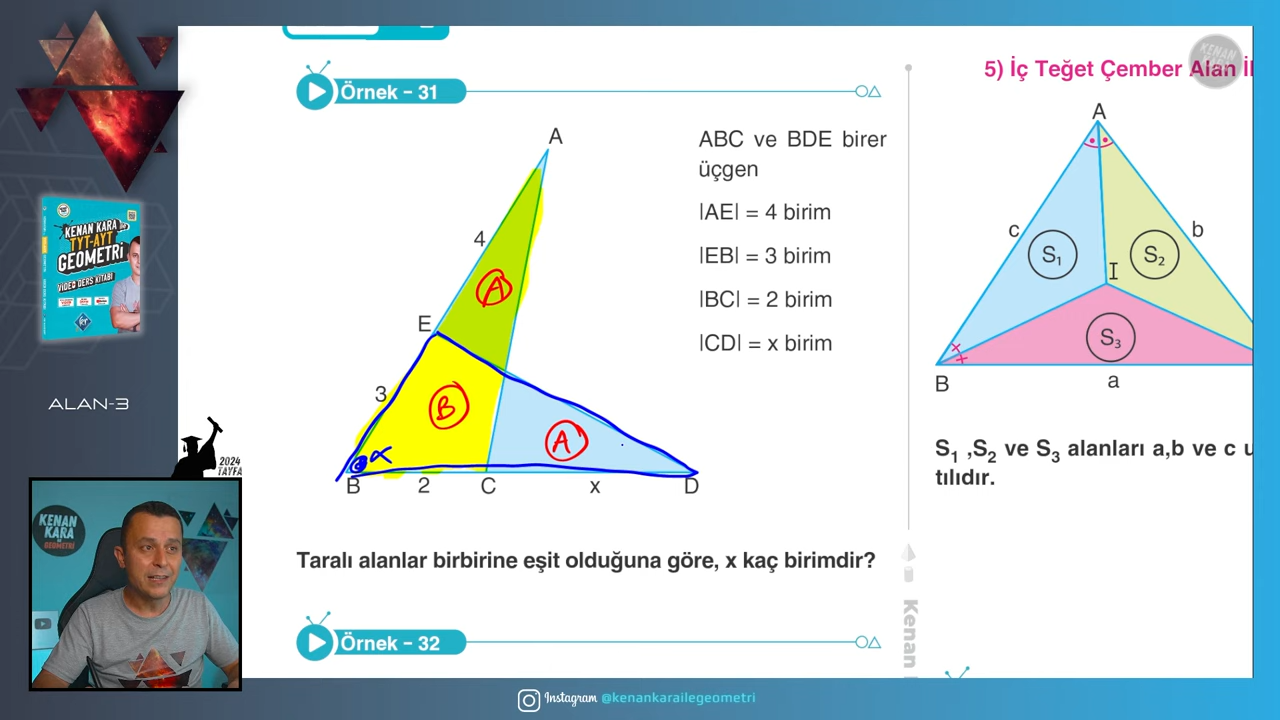 KENAN KARA
TYT-AYT
GEOMETRİ
VİDEO DERS KİTABI
ALAN-3
2024
TAYFA
KENAN
KARA
ile
GEOMETRİ
Örnek - 31
A
4
A
E
3
B
A
α
B
2
C
x
D
ABC ve BDE birer
üçgen
|AE| = 4 birim
|EB| = 3 birim
|BC| = 2 birim
|CD| = x birim
Taralı alanlar birbirine eşit olduğuna göre, x kaç birimdir?
Örnek - 32
Kenan
KENAN
KARA
5) İç Teğet Çember Alan İl
A
c
b
S₁
S₂
I
S₃
B
a
S₁ ,S₂ ve S₃ alanları a,b ve c u
tılıdır.
Instagram @kenankarailegeometri